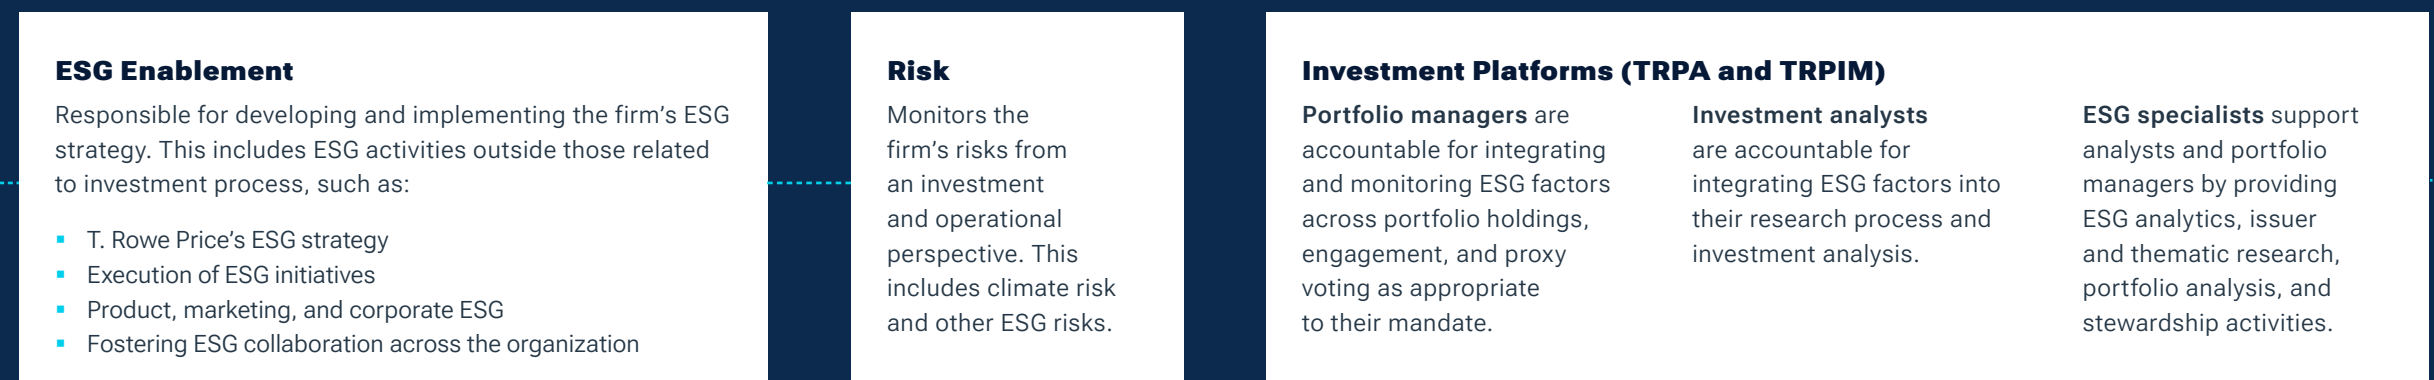 ESG Enablement
Responsible for developing and implementing the firm’s ESG
strategy. This includes ESG activities outside those related
to investment process, such as:
T. Rowe Price’s ESG strategy
Execution of ESG initiatives
Product, marketing, and corporate ESG
Fostering ESG collaboration across the organization
Risk
Monitors the
firm’s risks from
an investment
and operational
perspective. This
includes climate risk
and other ESG risks.
Investment Platforms (TRPA and TRPIM)
Portfolio managers are
accountable for integrating
and monitoring ESG factors
across portfolio holdings,
engagement, and proxy
voting as appropriate
to their mandate.
Investment analysts
are accountable for
integrating ESG factors into
their research process and
investment analysis.
ESG specialists support
analysts and portfolio
managers by providing
ESG analytics, issuer
and thematic research,
portfolio analysis, and
stewardship activities.